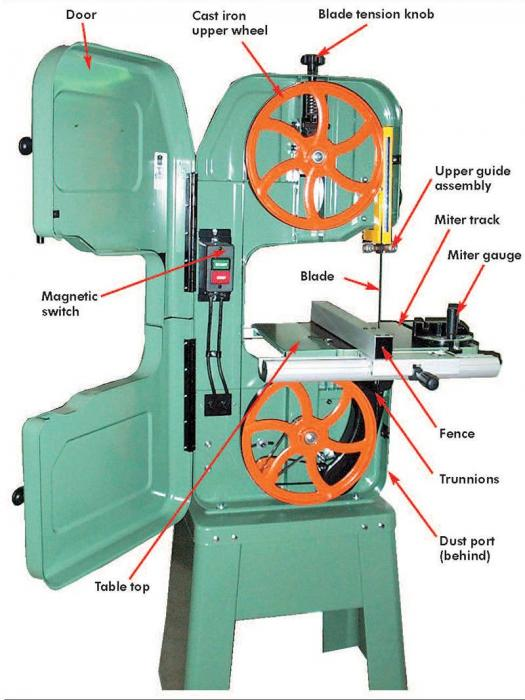 Door
Cast iron
upper wheel
Blade tension knob
Upper guide
assembly
Miter track
Miter gauge
Blade
Magnetic
switch
Fence
Trunnions
Dust port
(behind)
Table top